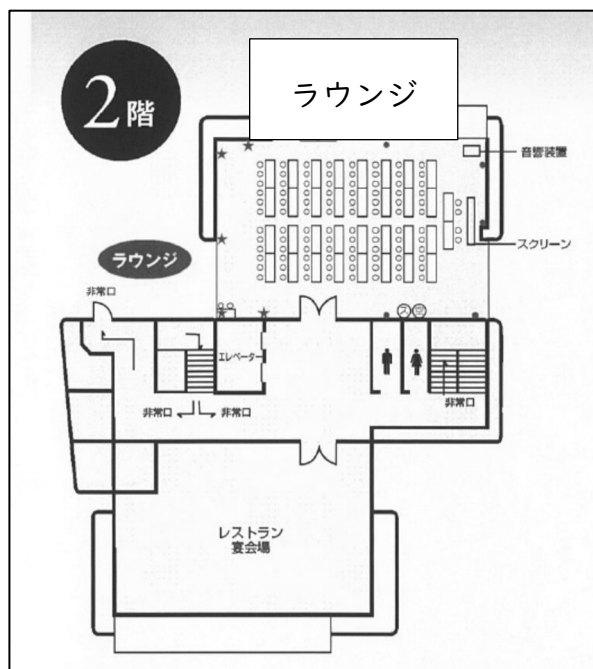 2階
ラウンジ
音響装置
スクリーン
ラウンジ
非常口
エレベーター
非常口
非常口
非常口
レストラン
宴会場